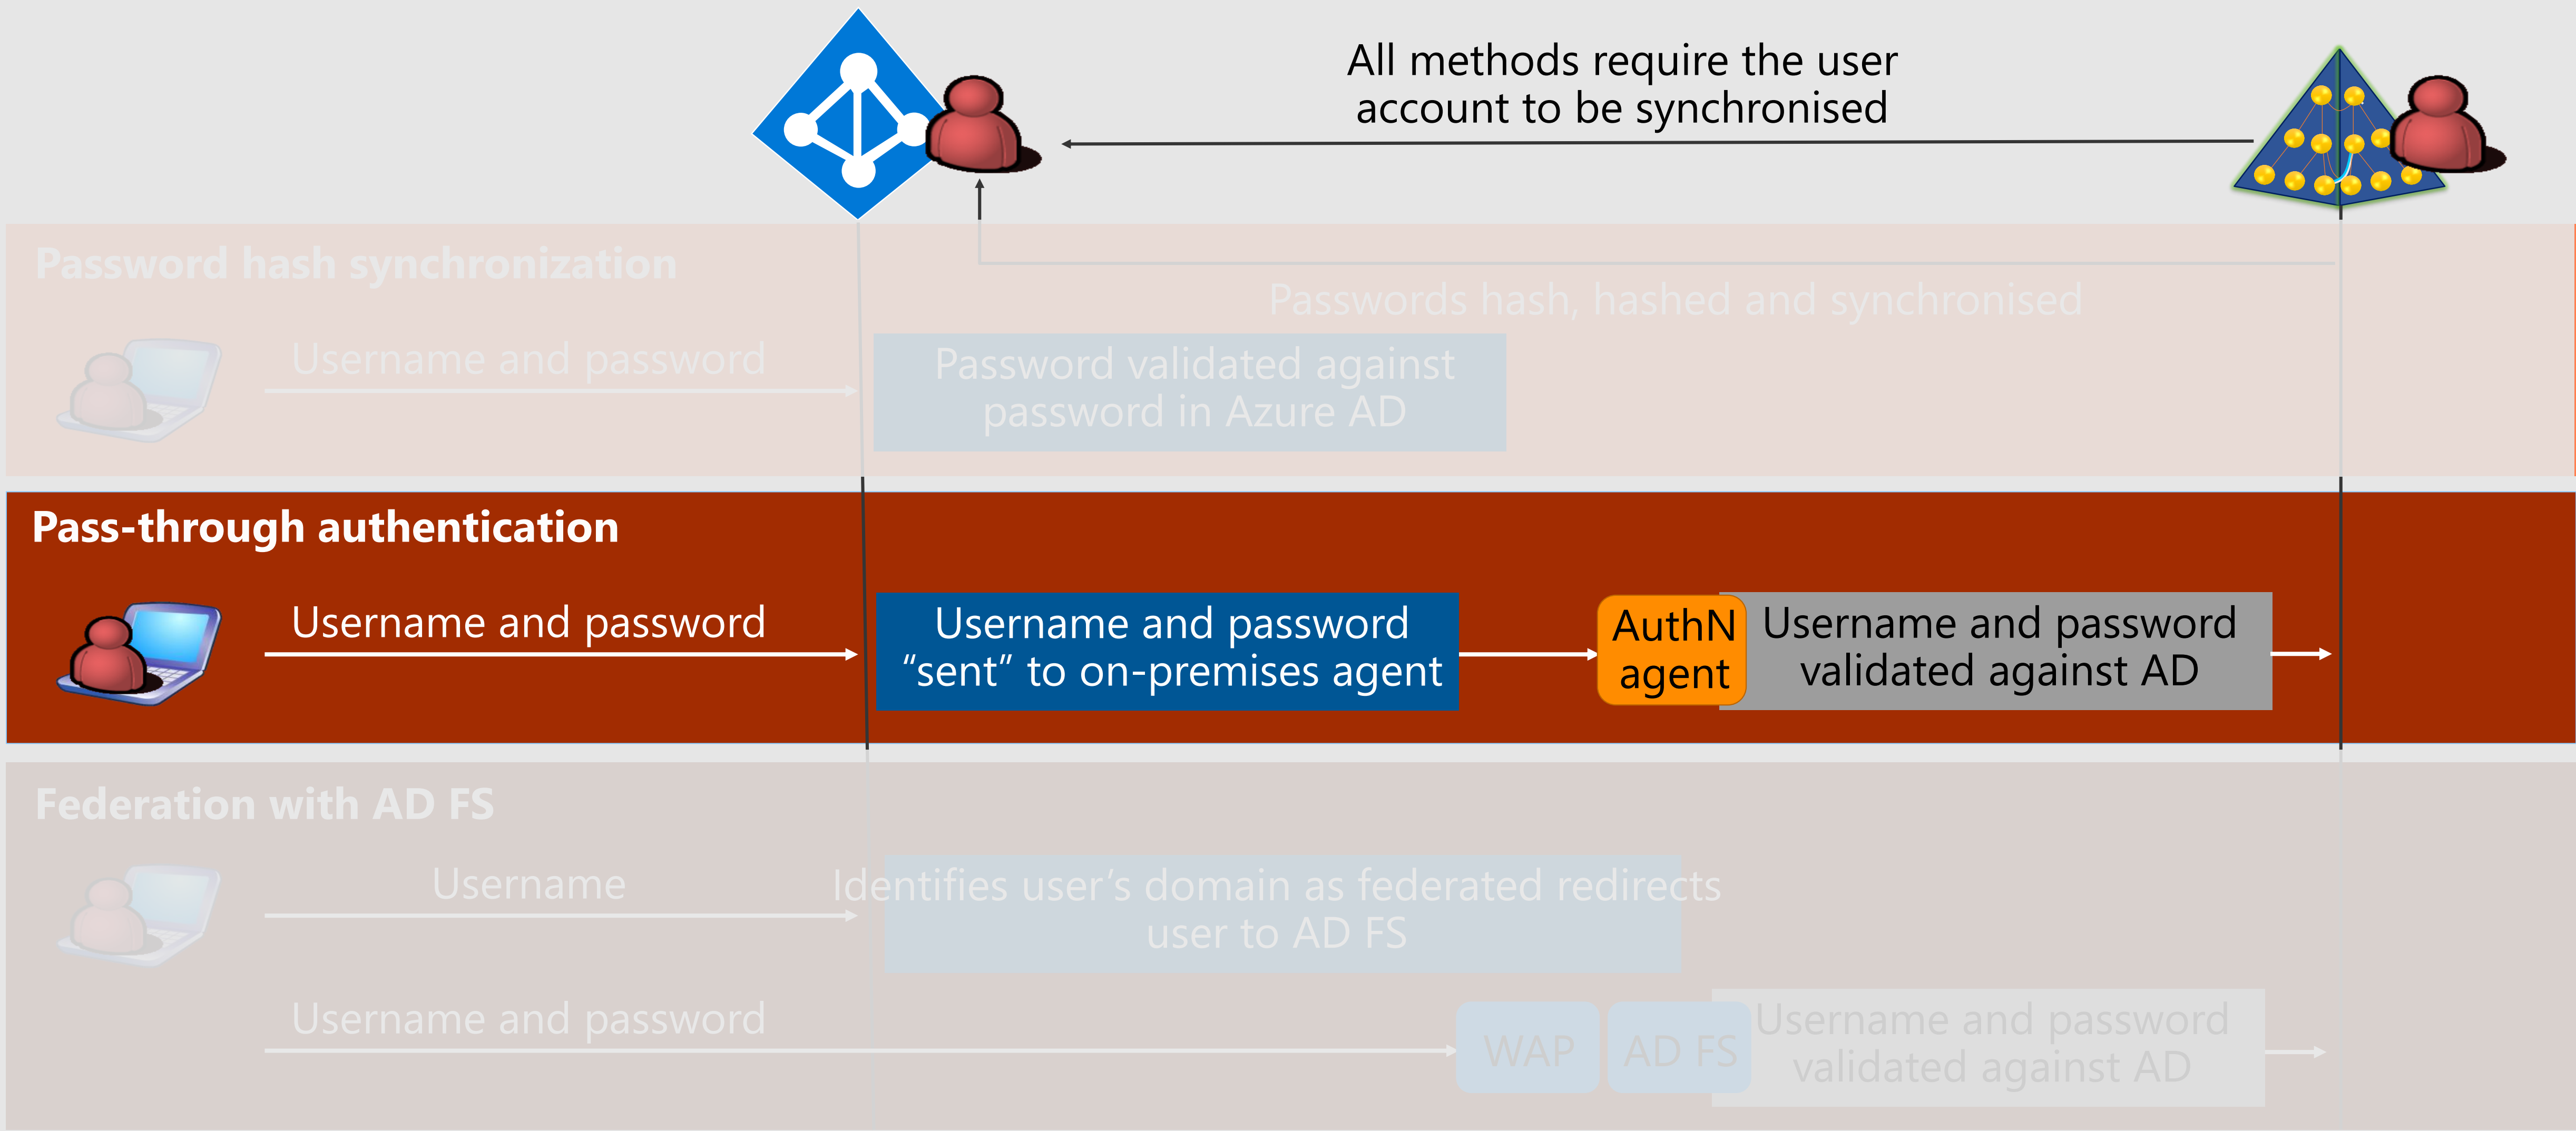 All methods require the user
account to be synchronised
Password hash synchronization
Passwords hash, hashed and synchronised
Username and password
Password validated against
password in Azure AD
Pass-through authentication
Username and password
Username and password
“sent” to on-premises agent
AuthN
agent
Username and password
validated against AD
Federation with AD FS
Username
Identifies user’s domain as federated redirects
user to AD FS
Username and password
WAP
AD FS
Username and password
validated against AD